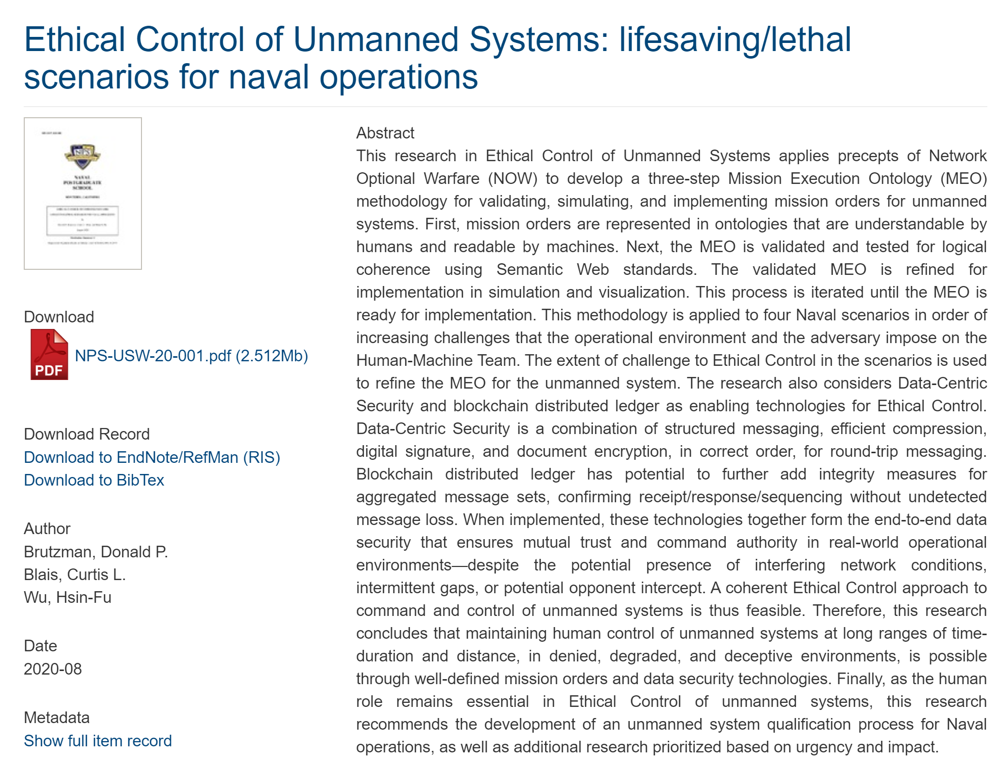 Ethical Control of Unmanned Systems: lifesaving/lethal
scenarios for naval operations
NAVAL
POSTGRADUATE
SCHOOL
Download
PDF
NPS-USW-20-001.pdf (2.512Mb)
Download Record
Download to EndNote/RefMan (RIS)
Download to BibTex
Author
Brutzman, Donald P.
Blais, Curtis L.
Wu, Hsin-Fu
Date
2020-08
Metadata
Show full item record
Abstract
This research in Ethical Control of Unmanned Systems applies precepts of Network
Optional Warfare (NOW) to develop a three-step Mission Execution Ontology (MEO)
methodology for validating, simulating, and implementing mission orders for unmanned
systems. First, mission orders are represented in ontologies that are understandable by
humans and readable by machines. Next, the MEO is validated and tested for logical
coherence using Semantic Web standards. The validated MEO is refined for
implementation in simulation and visualization. This process is iterated until the MEO is
ready for implementation. This methodology is applied to four Naval scenarios in order of
increasing challenges that the operational environment and the adversary impose on the
Human-Machine Team. The extent of challenge to Ethical Control in the scenarios is used
to refine the MEO for the unmanned system. The research also considers Data-Centric
Security and blockchain distributed ledger as enabling technologies for Ethical Control.
Data-Centric Security is a combination of structured messaging, efficient compression,
digital signature, and document encryption, in correct order, for round-trip messaging.
Blockchain distributed ledger has potential to further add integrity measures for
aggregated message sets, confirming receipt/response/sequencing without undetected
message loss. When implemented, these technologies together form the end-to-end data
security that ensures mutual trust and command authority in real-world operational
environments—despite the potential presence of interfering network conditions,
intermittent gaps, or potential opponent intercept. A coherent Ethical Control approach to
command and control of unmanned systems is thus feasible. Therefore, this research
concludes that maintaining human control of unmanned systems at long ranges of time-
duration and distance, in denied, degraded, and deceptive environments, is possible
through well-defined mission orders and data security technologies. Finally, as the human
role remains essential in Ethical Control of unmanned systems, this research
recommends the development of an unmanned system qualification process for Naval
operations, as well as additional research prioritized based on urgency and impact.